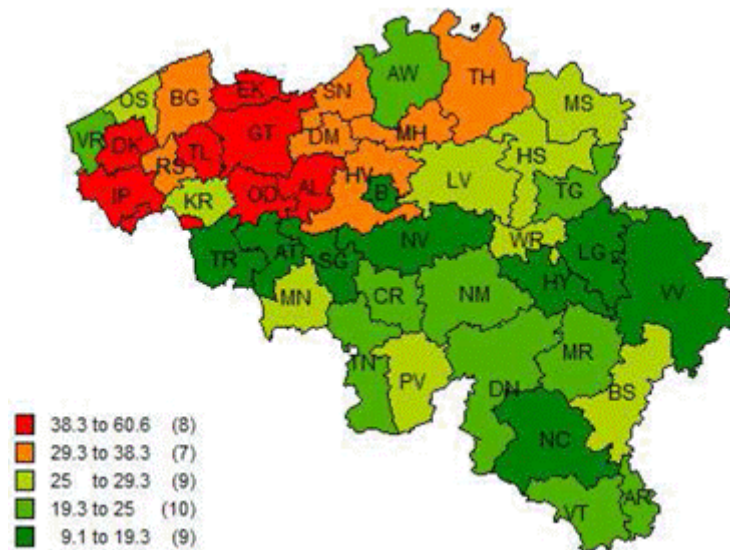 AW
TH
EK
SN
OS
BG
MS
GT
VR
DK
DM
MH
TL
RS
HS
HV
IP
KR
OD
AL
B
LV
TG
NV
WR
LG
TR
AT
SG
HY
VV
MN
CR
NM
MR
TN
PV
DN
BS
NC
AR
VT
38.3 to 60.6 (8)
29.3 to 38.3 (7)
25 to 29.3 (9)
19.3 to 25 (10)
9.1 to 19.3 (9)